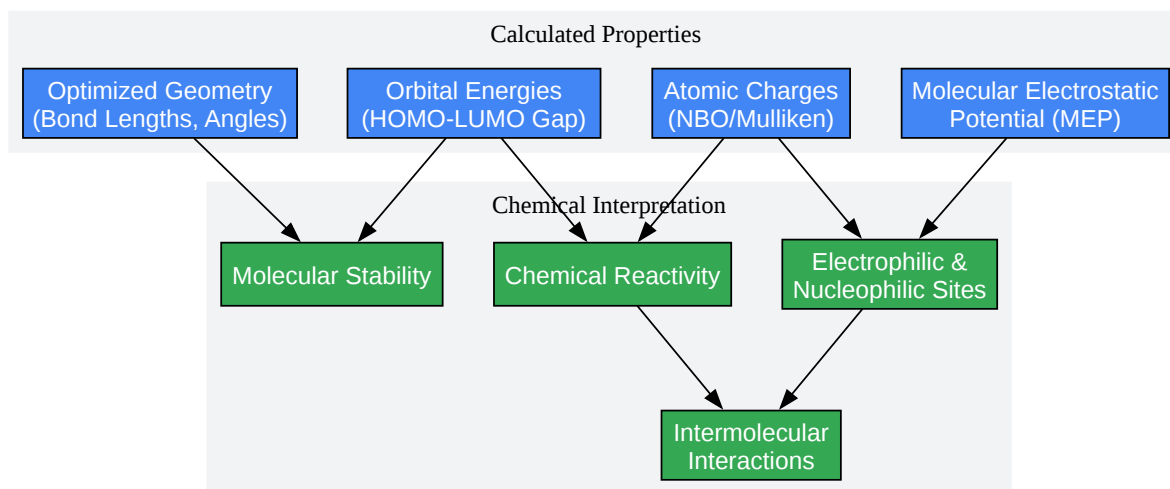 Calculated Properties
Optimized Geometry
(Bond Lengths, Angles)
Orbital Energies
(HOMO-LUMO Gap)
Atomic Charges
(NBO/Mulliken)
Molecular Electrostatic
Potential (MEP)
Chemical Interpretation
Molecular Stability
Chemical Reactivity
Electrophilic &
Nucleophilic Sites
Intermolecular
Interactions